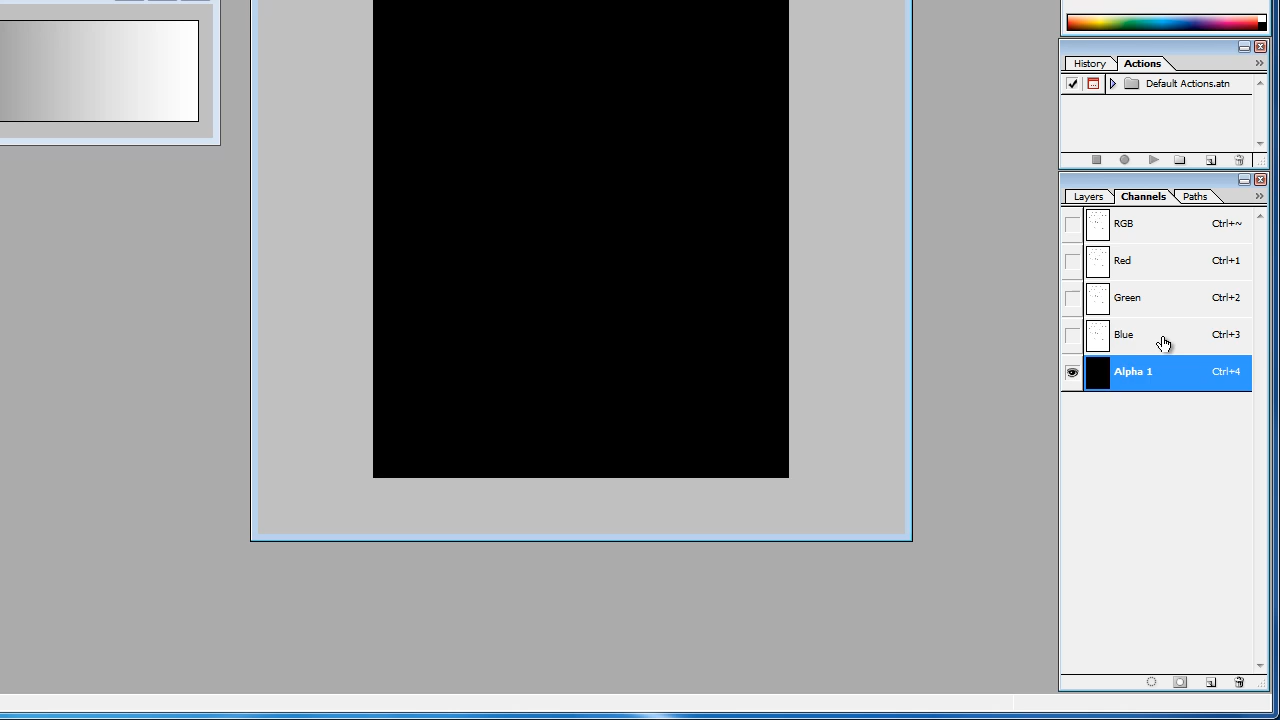 History Actions
Default Actions.atn
Layers Channels Paths
RGB Ctrl+~
Red Ctrl+1
Green Ctrl+2
Blue Ctrl+3
Alpha 1 Ctrl+4